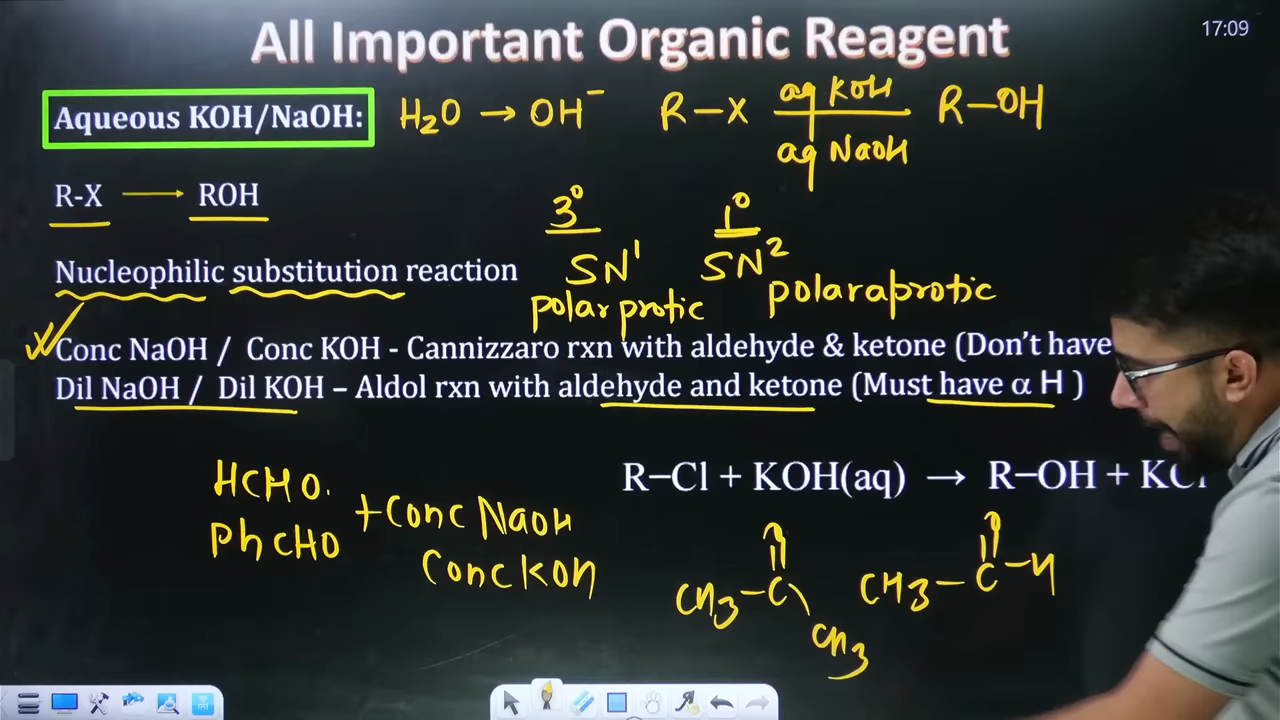 All Important Organic Reagent
17:09
Aqueous KOH/NaOH:
H₂O → OH⁻
R–X aq KOH R–OH
aq NaOH
R-X → ROH
3° 1°
SN¹ SN²
Nucleophilic substitution reaction
polar protic polaraprotic
Conc NaOH / Conc KOH - Cannizzaro rxn with aldehyde & ketone (Don't have
Dil NaOH / Dil KOH – Aldol rxn with aldehyde and ketone (Must have α H )
R–Cl + KOH(aq) → R–OH + KCl
HCHO.
PhCHO
+Conc NaOH
Conc KOH
CH₃–C
O
CH₃
CH₃–C–H
O